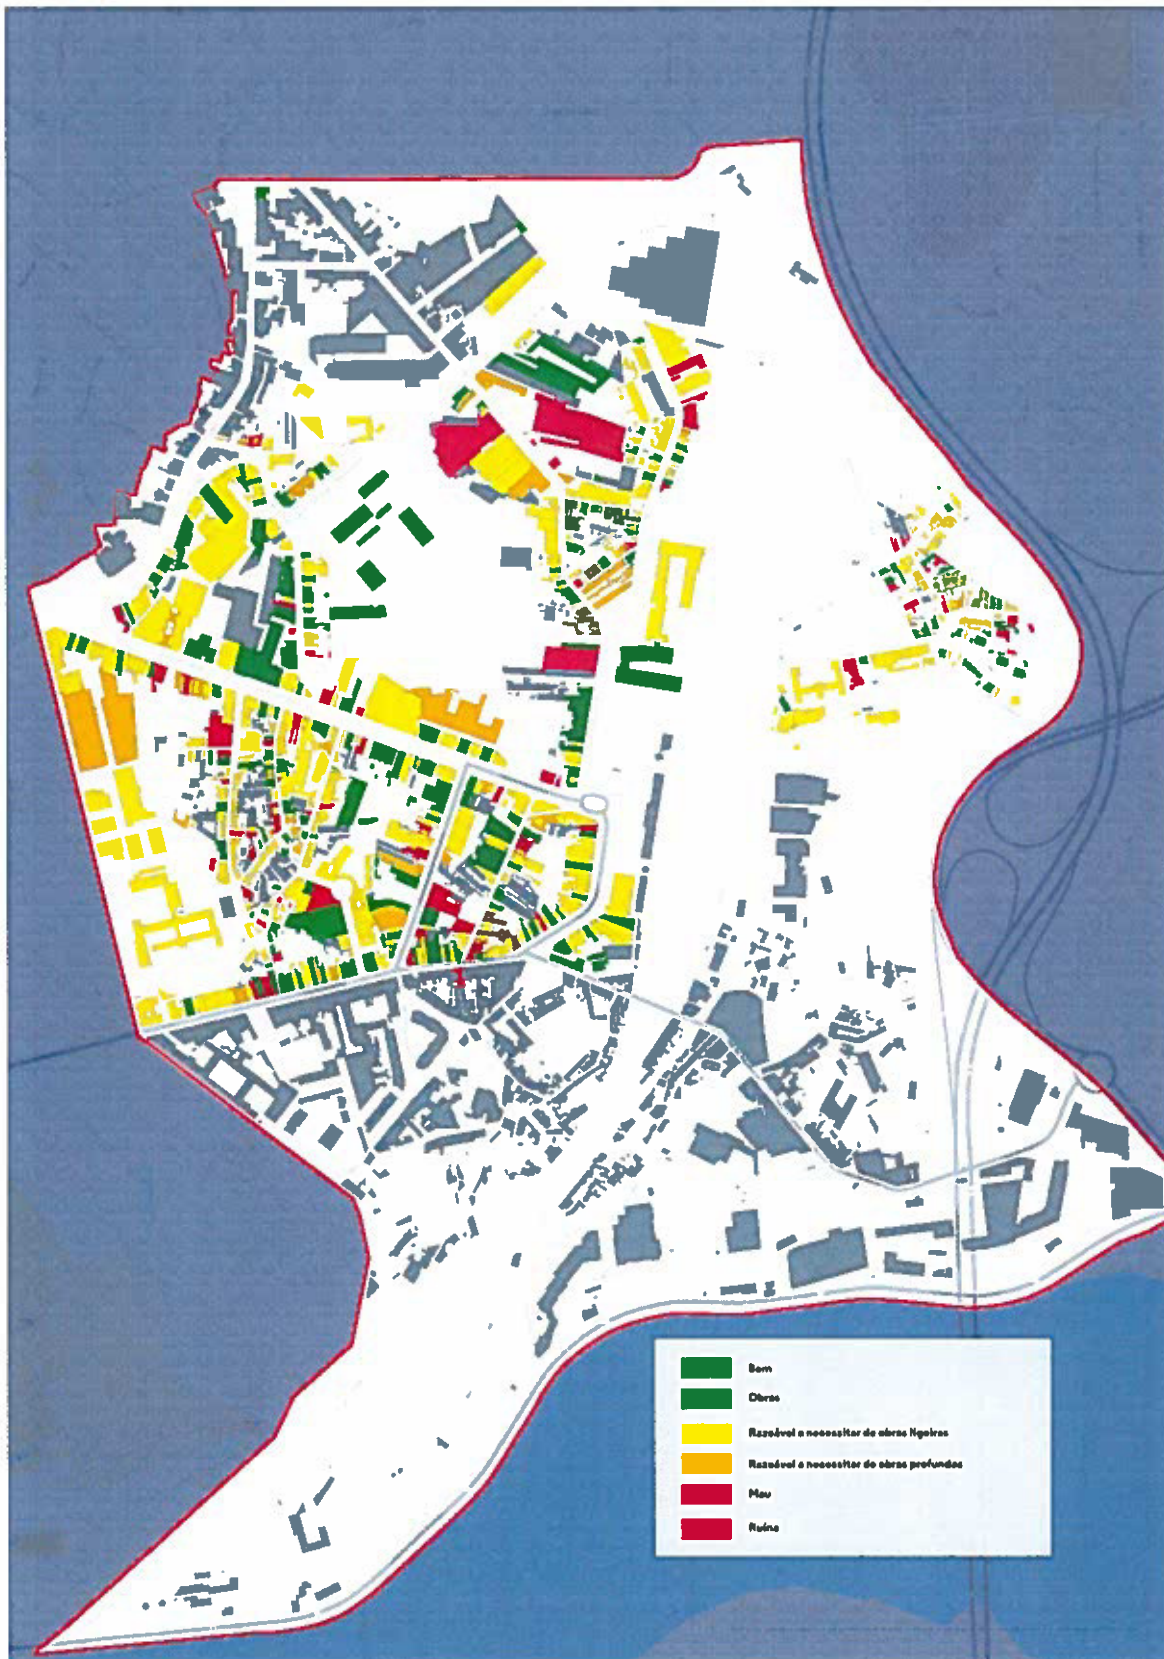 Bom
Obras
Razoável a necessitar de obras ligeiras
Razoável a necessitar de obras profundas
Mau
Ruína